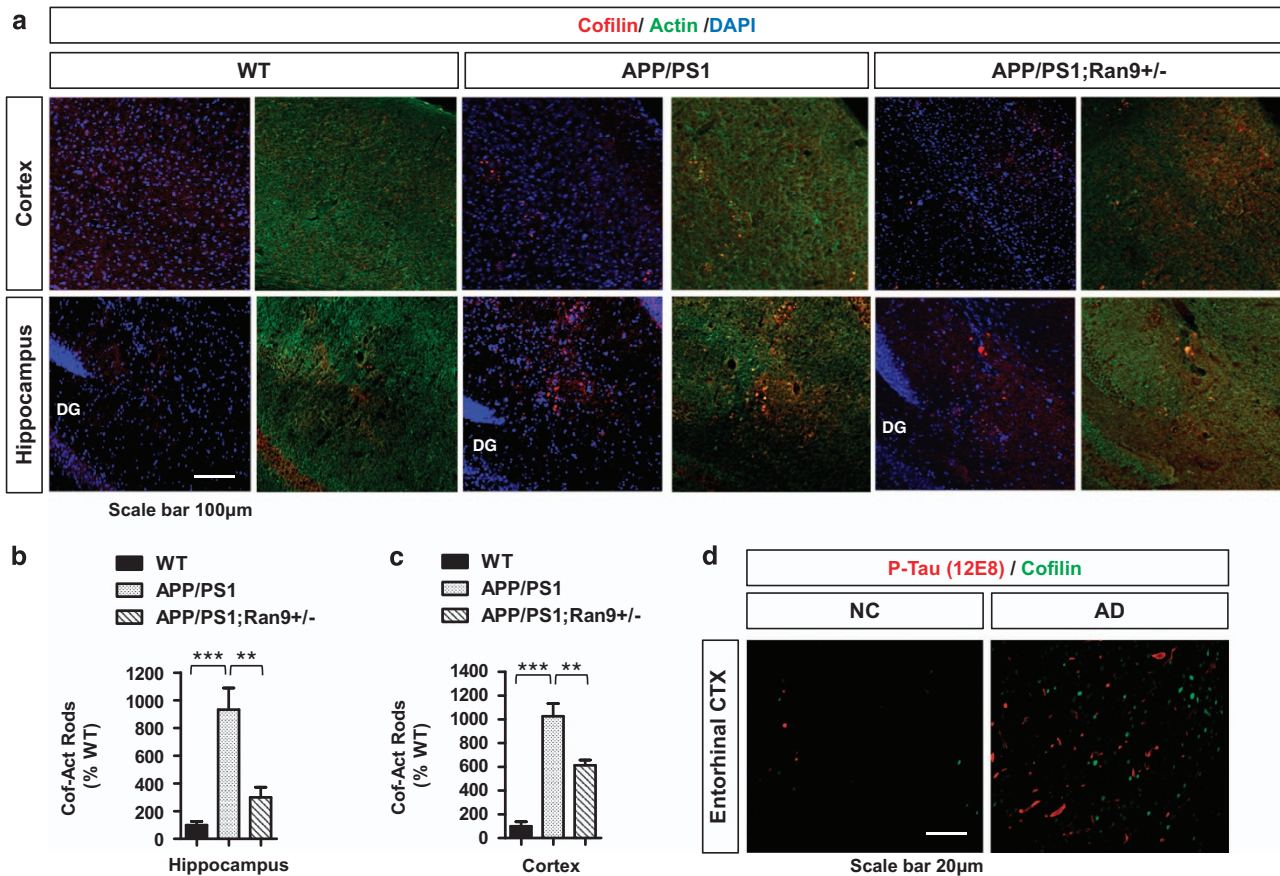 a
Cofilin/ Actin /DAPI
WT
APP/PS1
APP/PS1;Ran9+/-
Cortex
Hippocampus
DG
DG
DG
Scale bar 100µm
b
WT
APP/PS1
APP/PS1;Ran9+/-
*** **
1200
1000
800
600
400
200
0
Cof-Act Rods
(% WT)
Hippocampus
c
WT
APP/PS1
APP/PS1;Ran9+/-
*** **
1400
1200
1000
800
600
400
200
0
Cof-Act Rods
(% WT)
Cortex
d
P-Tau (12E8) / Cofilin
NC
AD
Entorhinal CTX
Scale bar 20µm